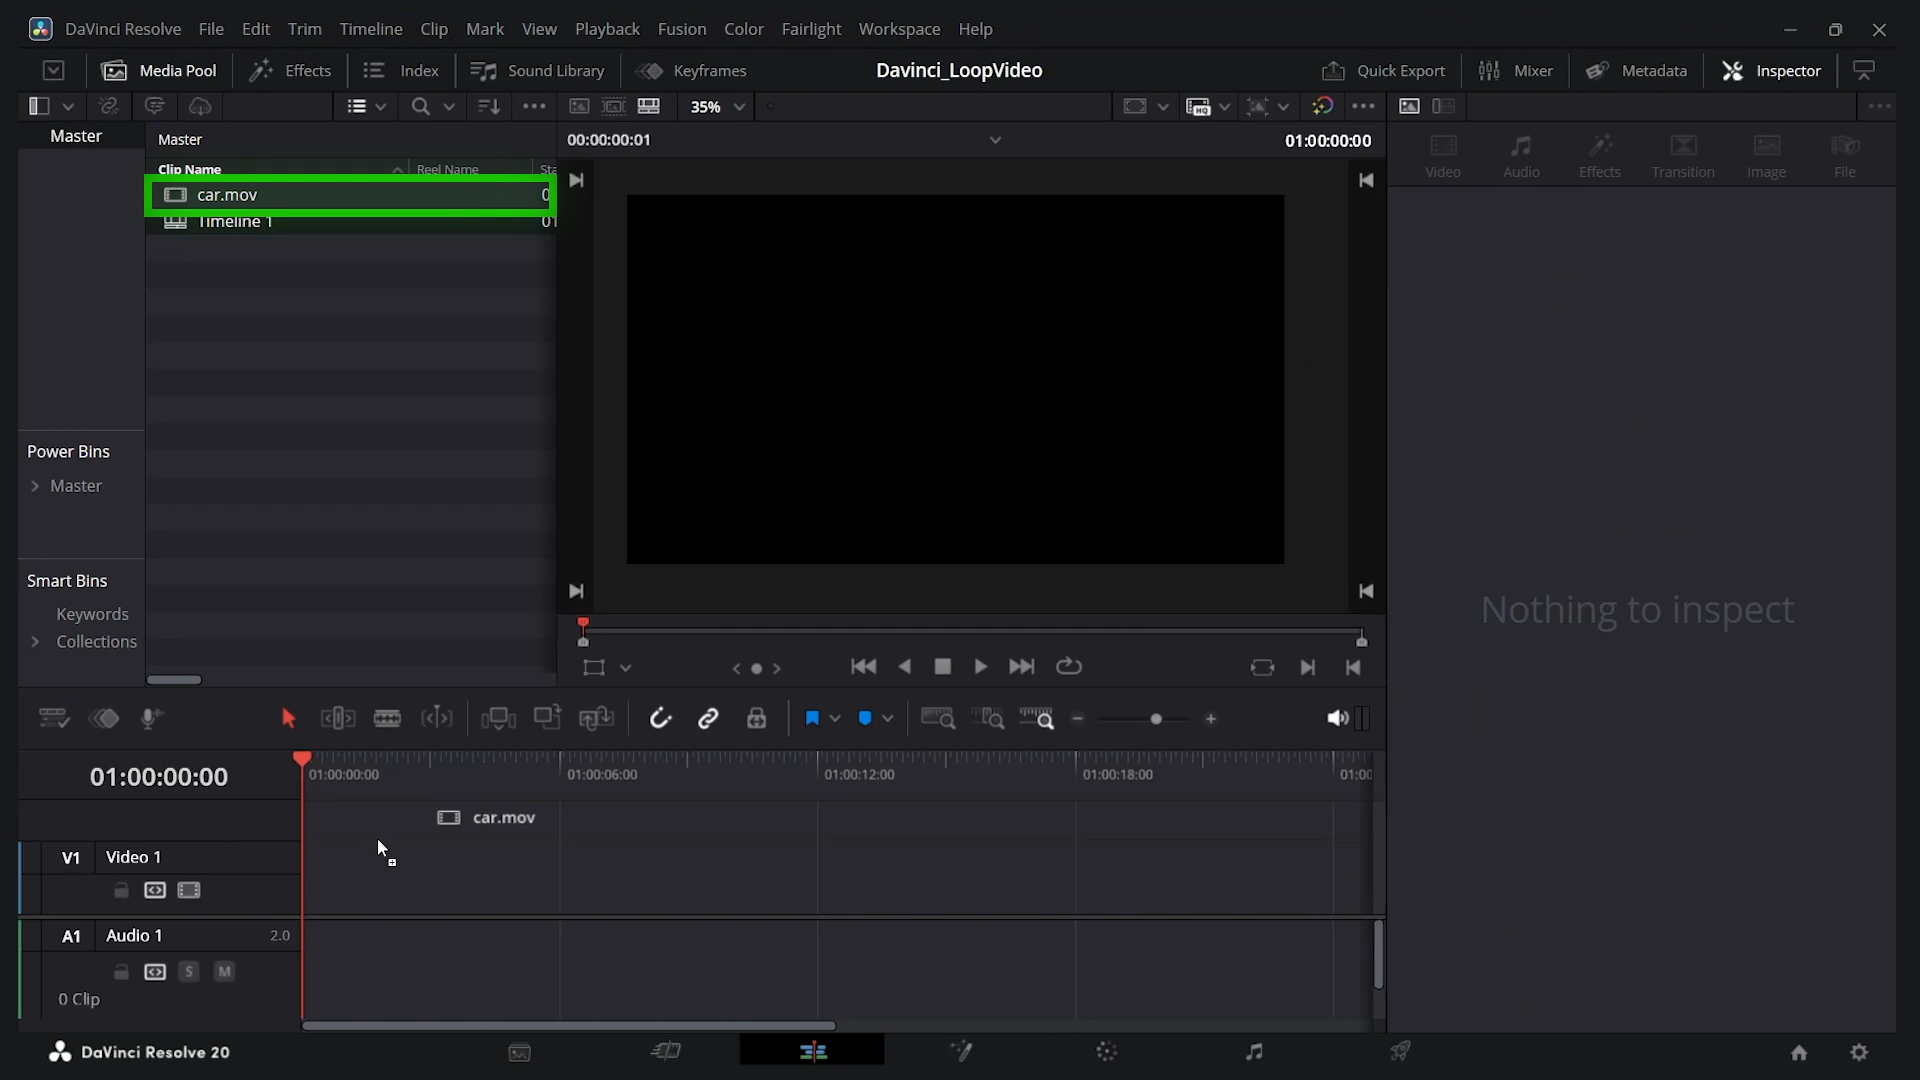 DaVinci Resolve File Edit Trim Timeline Clip Mark View Playback Fusion Color Fairlight Workspace Help
Media Pool Effects Index Sound Library Keyframes Davinci_LoopVideo Quick Export Mixer Metadata Inspector
35%
Master Master 00:00:00:01 01:00:00:00
Clip Name Reel Name Sta
Video Audio Effects Transition Image File
car.mov 0
Timeline 1 01
Power Bins
Master
Smart Bins
Keywords
Collections
Nothing to inspect
01:00:00:00 01:00:00:00 01:00:06:00 01:00:12:00 01:00:18:00 01:00
car.mov
V1 Video 1
A1 Audio 1 2.0
S M
0 Clip
DaVinci Resolve 20